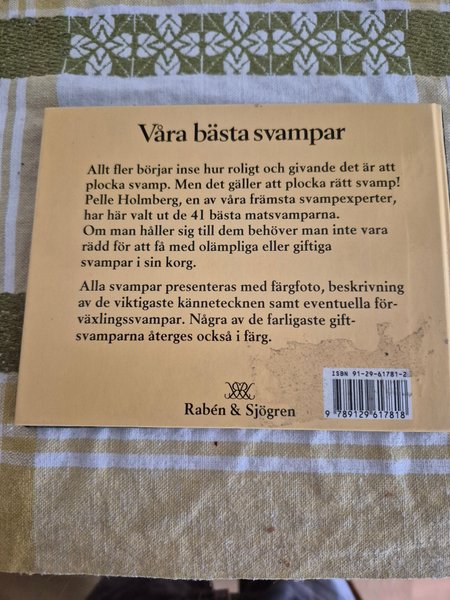 Våra bästa svampar
Allt fler börjar inse hur roligt och givande det är att
plocka svamp. Men det gäller att plocka rätt svamp!
Pelle Holmberg, en av våra främsta svampexperter,
har här valt ut de 41 bästa matsvamparna.
Om man håller sig till dem behöver man inte vara
rädd för att få med olämpliga eller giftiga
svampar i sin korg.
Alla svampar presenteras med färgfoto, beskrivning
av de viktigaste kännetecknen samt eventuella för-
växlingssvampar. Några av de farligaste gift-
svamparna återges också i färg.
ISBN 91-29-61781-2
9 789129 617818
Rabén & Sjögren